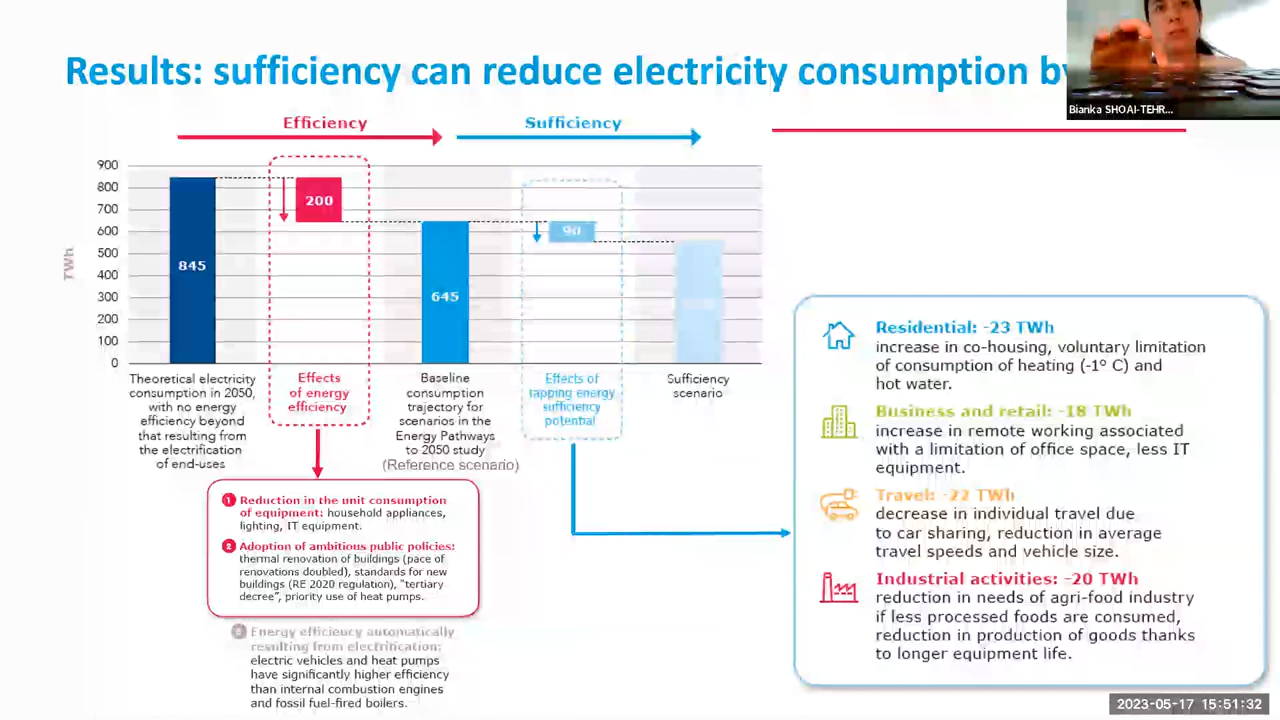 Results: sufficiency can reduce electricity consumption by
Bianka SHOAI-TEHR...
Efficiency
Sufficiency
900
800
700
600
500
400
300
200
100
0
TWh
845
200
645
90
Theoretical electricity
consumption in 2050,
with no energy
efficiency beyond
that resulting from
the electrification
of end-uses
Effects
of energy
efficiency
Baseline
consumption
trajectory for
scenarios in the
Energy Pathways
to 2050 study
(Reference scenario)
Effects of
tapping energy
sufficiency
potential
Sufficiency
scenario
1 Reduction in the unit consumption
of equipment: household appliances,
lighting, IT equipment.
2 Adoption of ambitious public policies:
thermal renovation of buildings (pace of
renovations doubled), standards for new
buildings (RE 2020 regulation), "tertiary
decree", priority use of heat pumps.
Energy efficiency automatically
resulting from electrification:
electric vehicles and heat pumps
have significantly higher efficiency
than internal combustion engines
and fossil fuel-fired boilers.
Residential: -23 TWh
increase in co-housing, voluntary limitation
of consumption of heating (-1° C) and
hot water.
Business and retail: -18 TWh
increase in remote working associated
with a limitation of office space, less IT
equipment.
Travel: -22 TWh
decrease in individual travel due
to car sharing, reduction in average
travel speeds and vehicle size.
Industrial activities: -20 TWh
reduction in needs of agri-food industry
if less processed foods are consumed,
reduction in production of goods thanks
to longer equipment life.
2023-05-17 15:51:32